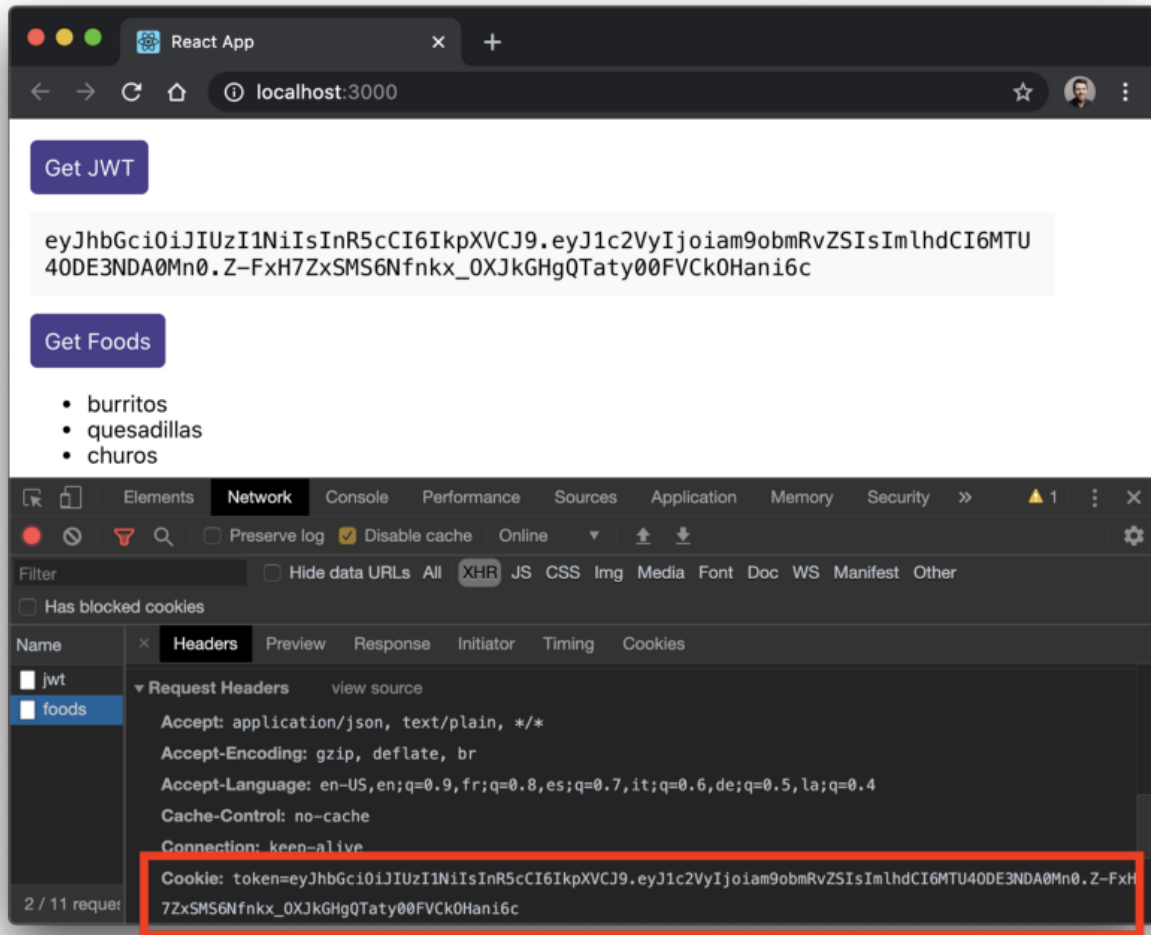 React App
localhost:3000
Get JWT
eyJhbGciOiJIUzI1NiIsInR5cCI6IkpXVCJ9.eyJ1c2VyIjoiam9obmRvZSIsImlhdCI6MTU
4ODE3NDA0Mn0.Z-FxH7ZxSMS6Nfnkx_OXJkGHgQTaty00FVCkOHani6c
Get Foods
• burritos
• quesadillas
• churos
Elements Network Console Performance Sources Application Memory Security » 1
Preserve log Disable cache Online
Filter Hide data URLs All XHR JS CSS Img Media Font Doc WS Manifest Other
Has blocked cookies
Name × Headers Preview Response Initiator Timing Cookies
jwt
foods
Request Headers view source
Accept: application/json, text/plain, */*
Accept-Encoding: gzip, deflate, br
Accept-Language: en-US,en;q=0.9,fr;q=0.8,es;q=0.7,it;q=0.6,de;q=0.5,la;q=0.4
Cache-Control: no-cache
Connection: keep-alive
Cookie: token=eyJhbGciOiJIUzI1NiIsInR5cCI6IkpXVCJ9.eyJ1c2VyIjoiam9obmRvZSIsImlhdCI6MTU4ODE3NDA0Mn0.Z-FxH
7ZxSMS6Nfnkx_OXJkGHgQTaty00FVCkOHani6c
2 / 11 reques